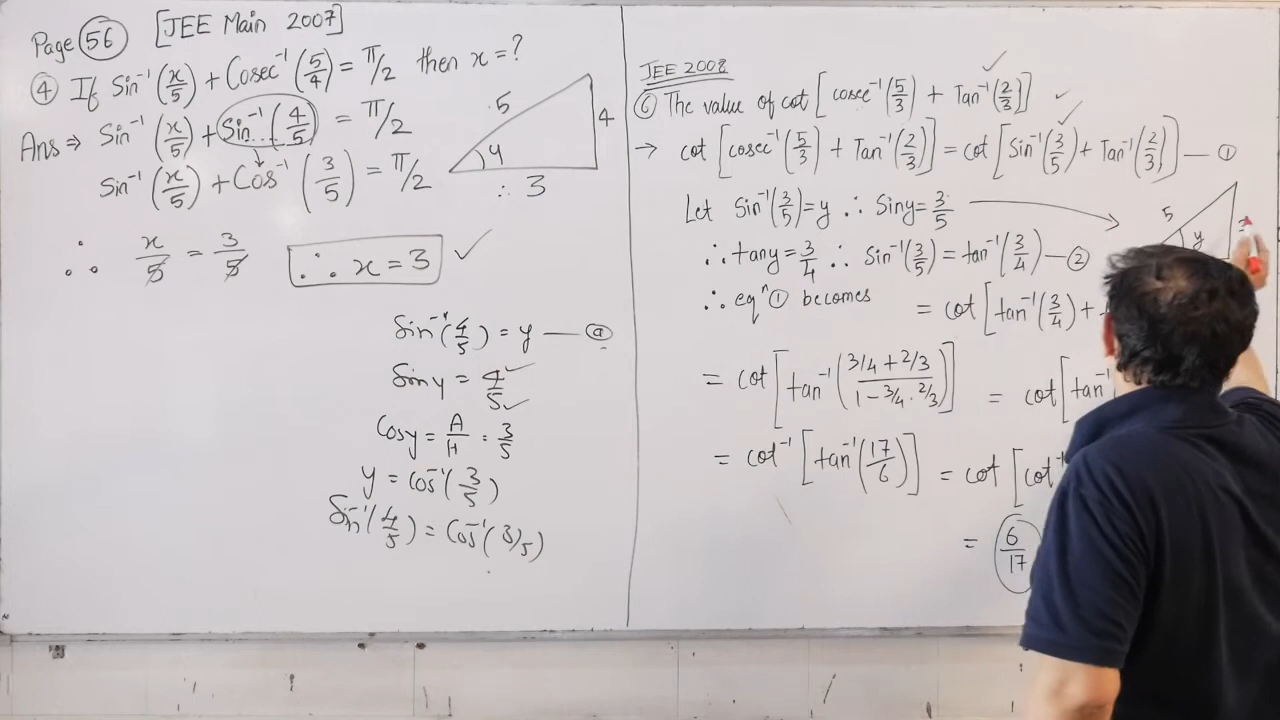 Page 56 [JEE Main 2007]
④ If Sin⁻¹(x/5) + Cosec⁻¹(5/4) = π/2 then x = ?
Ans ⇒ Sin⁻¹(x/5) + Sin⁻¹(4/5) = π/2
Sin⁻¹(x/5) + Cos⁻¹(3/5) = π/2
5
4
y
∴ 3
∴ x/5 = 3/5 ∴ x = 3 ✓
Sin⁻¹(4/5) = y — ⓐ
Sin y = 4/5
Cos y = A/H = 3/5
y = Cos⁻¹(3/5)
Sin⁻¹(4/5) = Cos⁻¹(3/5)
JEE 2008
⑥ The value of cot [cosec⁻¹(5/3) + Tan⁻¹(2/3)]
→ cot [cosec⁻¹(5/3) + Tan⁻¹(2/3)] = cot [Sin⁻¹(3/5) + Tan⁻¹(2/3)] — ①
Let Sin⁻¹(3/5) = y ∴ Sin y = 3/5
5
y
∴ tan y = 3/4 ∴ Sin⁻¹(3/5) = tan⁻¹(3/4) — ②
∴ eqⁿ ① becomes = cot [tan⁻¹(3/4) +
= cot [tan⁻¹((3/4 + 2/3)/(1 - 3/4 · 2/3))] = cot [tan⁻¹
= cot⁻¹ [tan⁻¹(17/6)] = cot [cot⁻¹
= 6/17